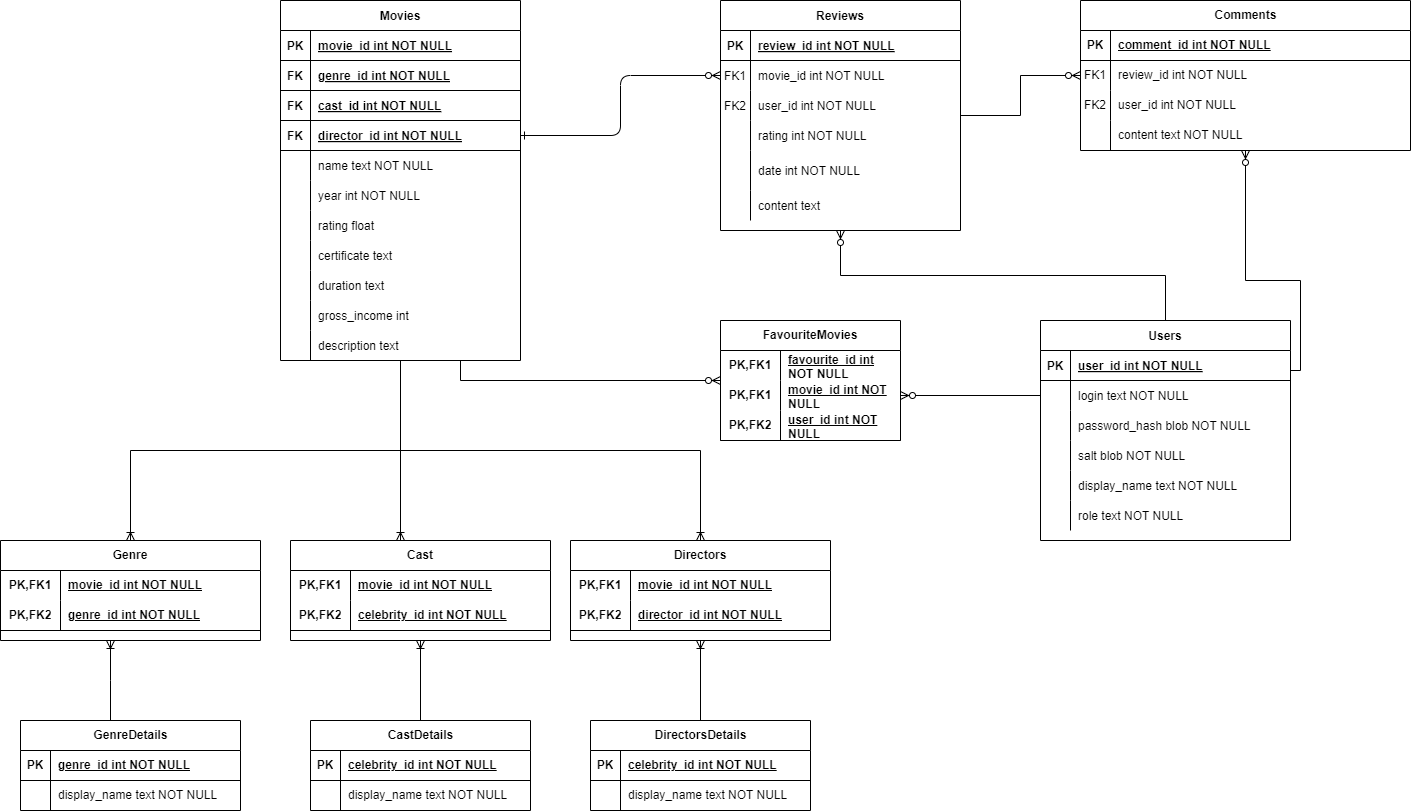 Movies
PK movie_id int NOT NULL
FK genre_id int NOT NULL
FK cast_id int NOT NULL
FK director_id int NOT NULL
name text NOT NULL
year int NOT NULL
rating float
certificate text
duration text
gross_income int
description text
Reviews
PK review_id int NOT NULL
FK1 movie_id int NOT NULL
FK2 user_id int NOT NULL
rating int NOT NULL
date int NOT NULL
content text
Comments
PK comment_id int NOT NULL
FK1 review_id int NOT NULL
FK2 user_id int NOT NULL
content text NOT NULL
FavouriteMovies
PK,FK1 favourite_id int
NOT NULL
PK,FK1 movie_id int NOT
NULL
PK,FK2 user_id int NOT
NULL
Users
PK user_id int NOT NULL
login text NOT NULL
password_hash blob NOT NULL
salt blob NOT NULL
display_name text NOT NULL
role text NOT NULL
Genre
PK,FK1 movie_id int NOT NULL
PK,FK2 genre_id int NOT NULL
Cast
PK,FK1 movie_id int NOT NULL
PK,FK2 celebrity_id int NOT NULL
Directors
PK,FK1 movie_id int NOT NULL
PK,FK2 director_id int NOT NULL
GenreDetails
PK genre_id int NOT NULL
display_name text NOT NULL
CastDetails
PK celebrity_id int NOT NULL
display_name text NOT NULL
DirectorsDetails
PK celebrity_id int NOT NULL
display_name text NOT NULL